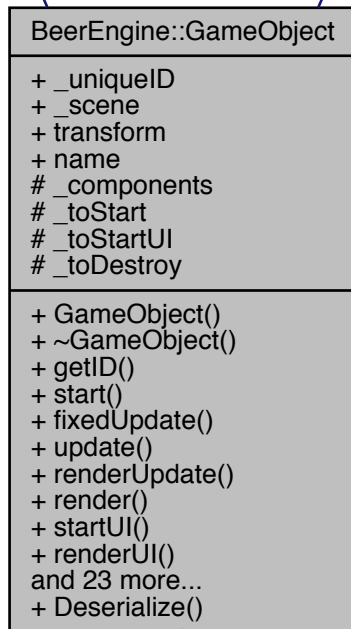 BeerEngine::GameObject
+ _uniqueID
+ _scene
+ transform
+ name
# _components
# _toStart
# _toStartUI
# _toDestroy
+ GameObject()
+ ~GameObject()
+ getID()
+ start()
+ fixedUpdate()
+ update()
+ renderUpdate()
+ render()
+ startUI()
+ renderUI()
and 23 more...
+ Deserialize()